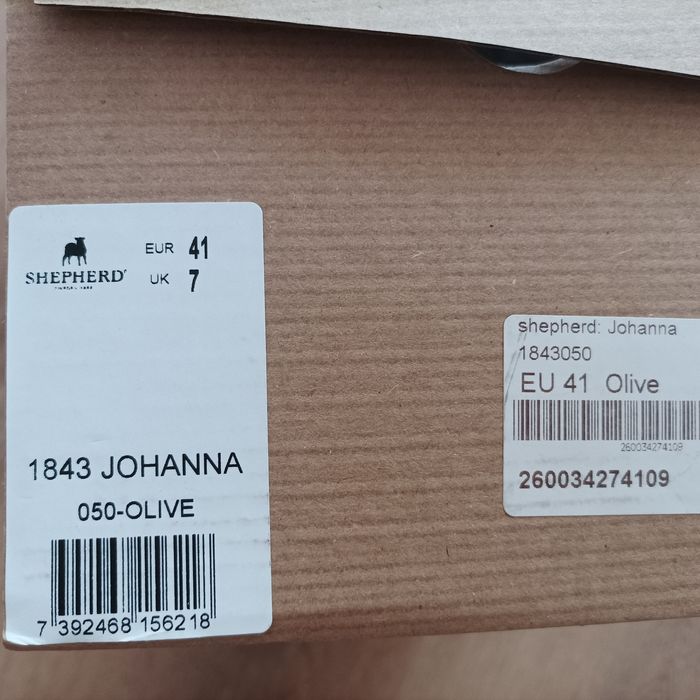 SHEPHERD
EUR 41
UK 7
1843 JOHANNA
050-OLIVE
7 392468 156218
shepherd: Johanna
1843050
EU 41 Olive
260034274109
260034274109